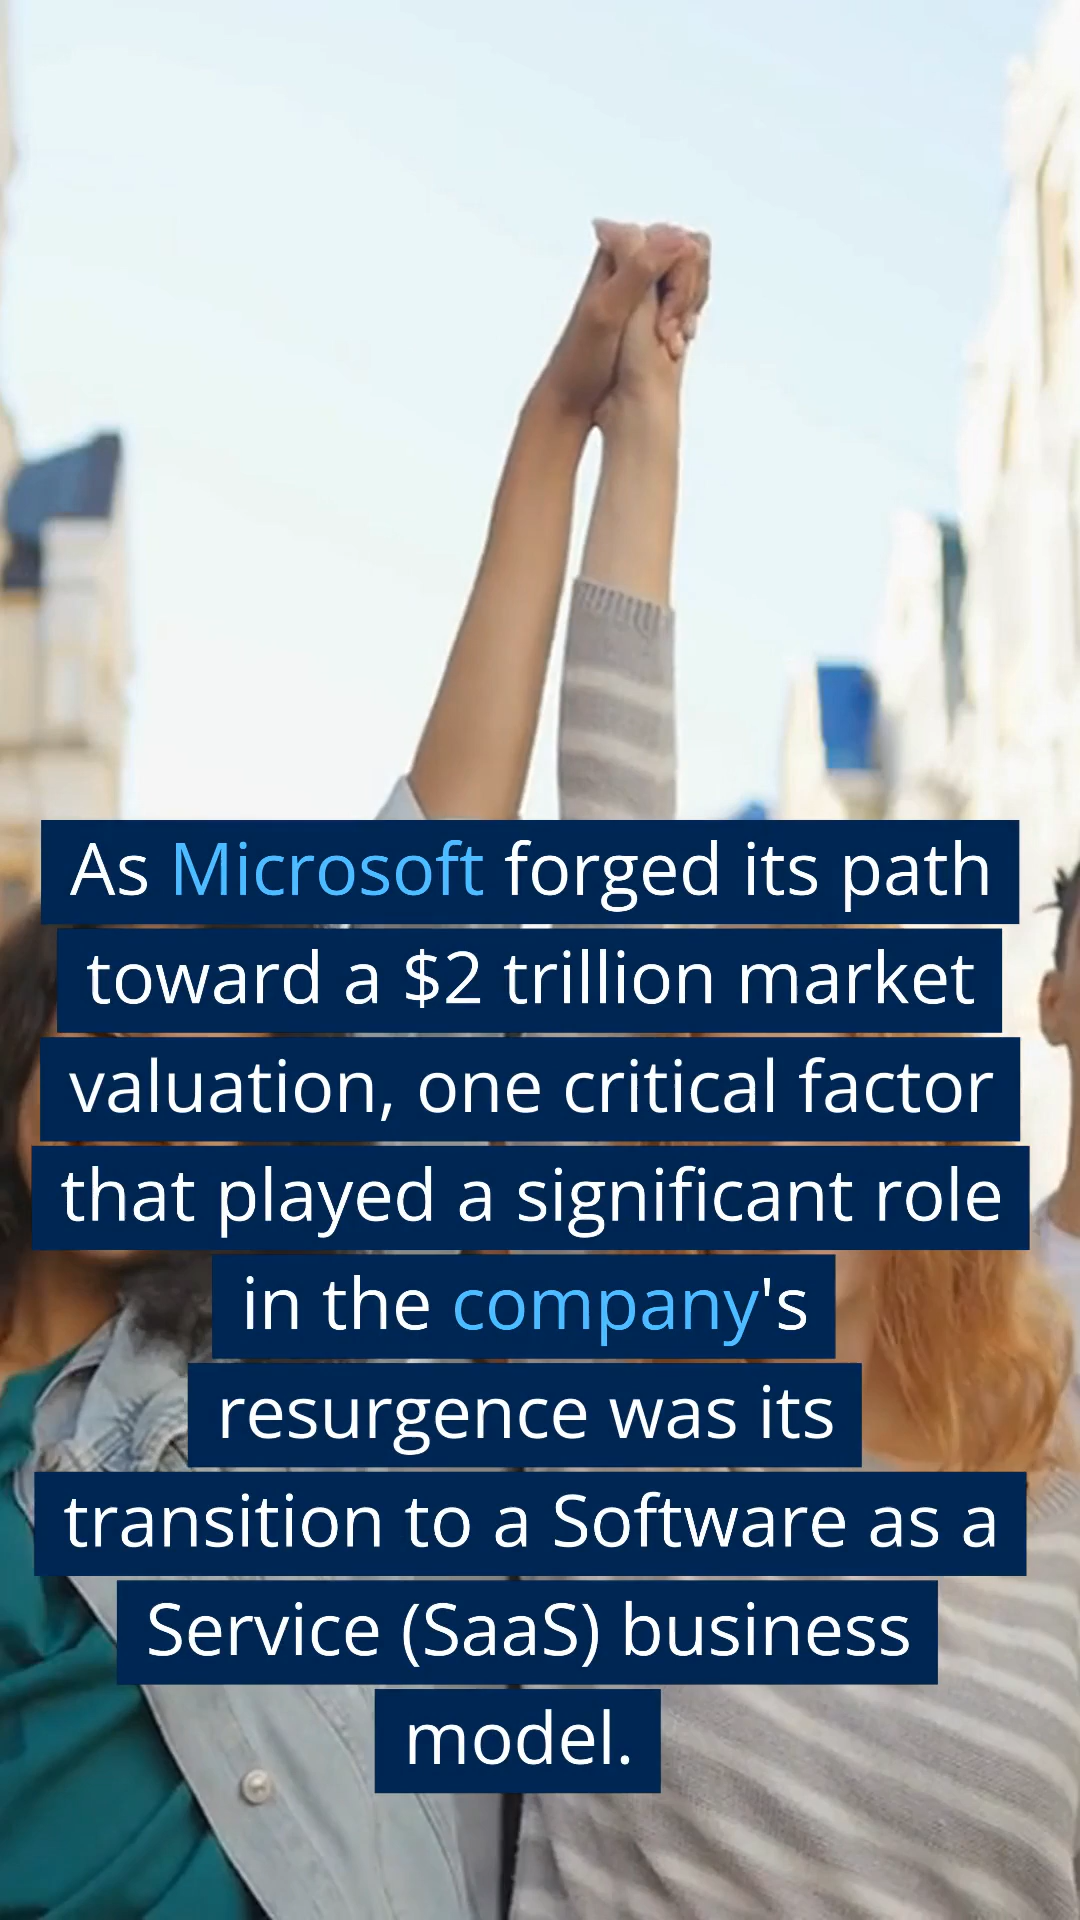 As Microsoft forged its path
toward a $2 trillion market
valuation, one critical factor
that played a significant role
in the company's
resurgence was its
transition to a Software as a
Service (SaaS) business
model.